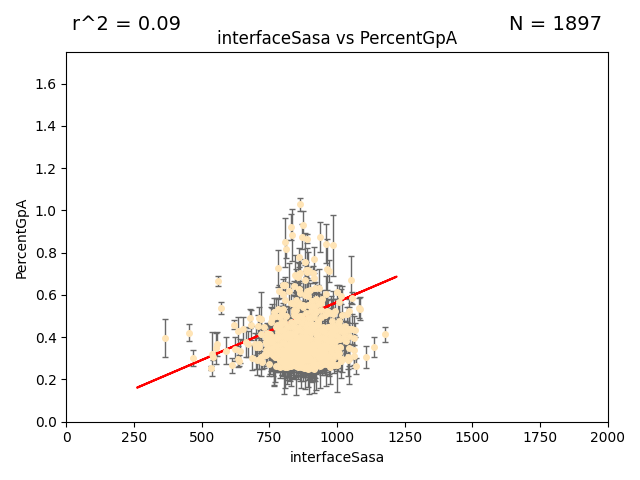 r^2 = 0.09
N = 1897
interfaceSasa vs PercentGpA
PercentGpA
1.6
1.4
1.2
1.0
0.8
0.6
0.4
0.2
0.0
0 250 500 750 1000 1250 1500 1750 2000
interfaceSasa